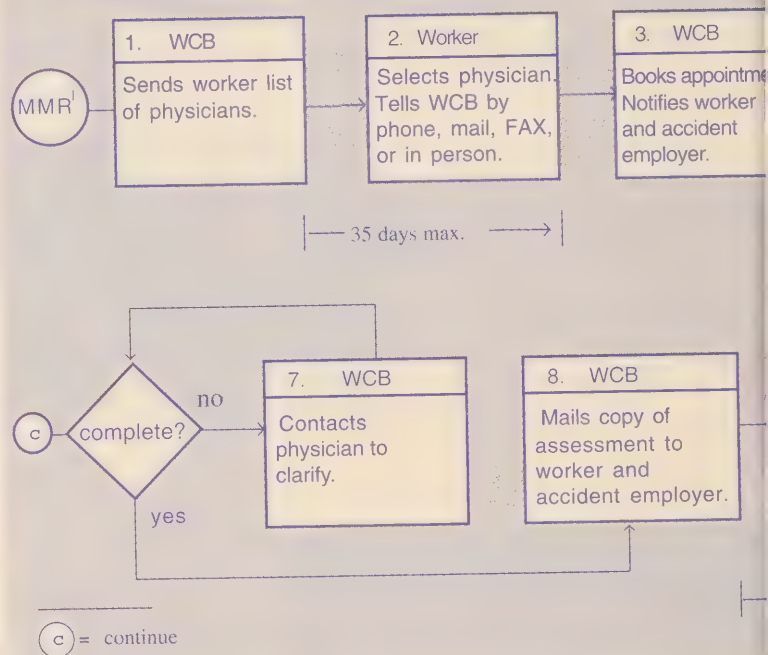 MMR¹
1. WCB
Sends worker list
of physicians.
2. Worker
Selects physician.
Tells WCB by
phone, mail, FAX,
or in person.
3. WCB
Books
Notifies worker
and accident
employer.
35 days max.
c
complete?
no
yes
7. WCB
Contacts
physician to
clarify.
8. WCB
Mails copy of
assessment to
worker and
accident employer.
c = continue